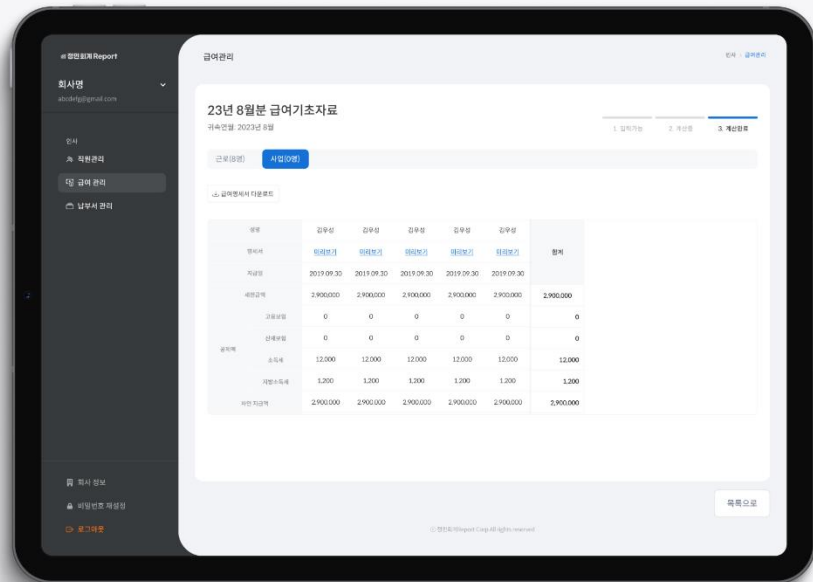 정민회계 Report
회사명
abcdefg@gmail.com
인사
직원관리
급여 관리
납부서 관리
회사 정보
비밀번호 재설정
로그아웃
급여관리
인사 > 급여관리
23년 8월분 급여기초자료
귀속연월: 2023년 8월
1. 입력가능 2. 계산중 3. 계산완료
근로(8명) 사업(0명)
급여명세서 다운로드
성명 김우성 김우성 김우성 김우성 김우성 합계
명세서 미리보기 미리보기 미리보기 미리보기 미리보기
지급일 2019.09.30 2019.09.30 2019.09.30 2019.09.30 2019.09.30
세전금액 2,900,000 2,900,000 2,900,000 2,900,000 2,900,000 2,900,000
공제액
고용보험 0 0 0 0 0 0
산재보험 0 0 0 0 0 0
소득세 12,000 12,000 12,000 12,000 12,000 12,000
지방소득세 1,200 1,200 1,200 1,200 1,200 1,200
차인 지급액 2,900,000 2,900,000 2,900,000 2,900,000 2,900,000 2,900,000
목록으로
Report Corp. All rights reserved